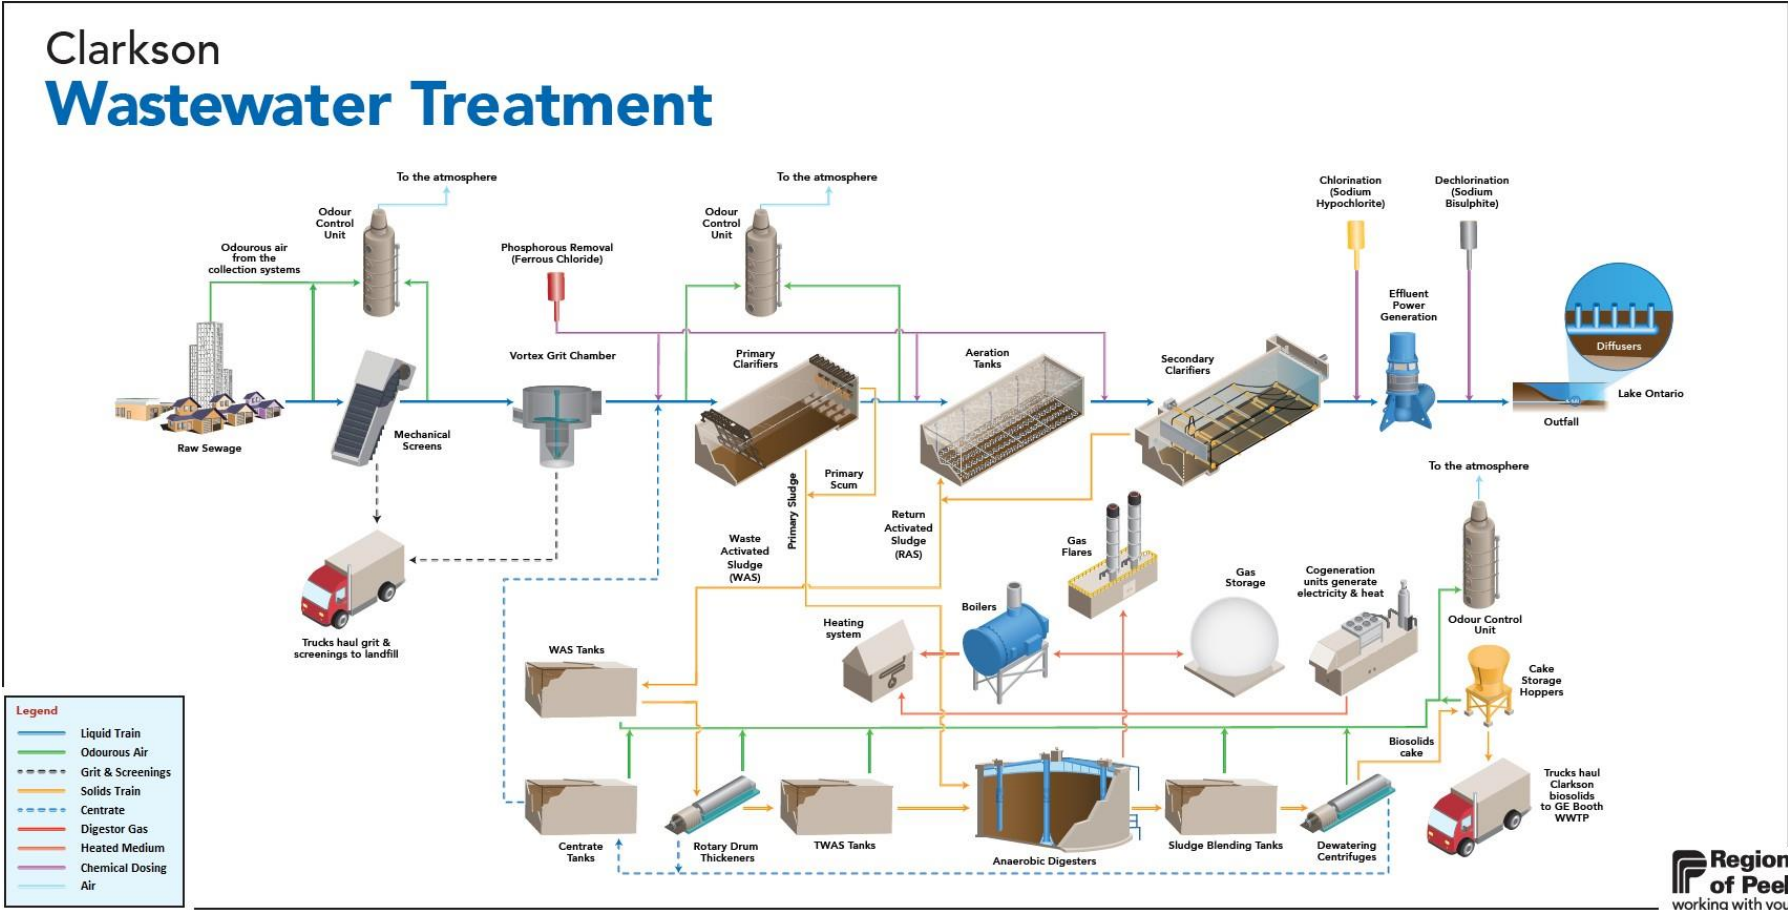 Clarkson
Wastewater Treatment
To the atmosphere
Odour
Control
Unit
Odourous air
from the
collection systems
Raw Sewage
Mechanical
Screens
Trucks haul grit &
screenings to landfill
Phosphorous Removal
(Ferrous Chloride)
Vortex Grit Chamber
To the atmosphere
Odour
Control
Unit
Primary
Clarifiers
Aeration
Tanks
Secondary
Clarifiers
Chlorination
(Sodium
Hypochlorite)
Dechlorination
(Sodium
Bisulphite)
Effluent
Power
Generation
Diffusers
Lake Ontario
Outfall
Primary
Scum
Primary Sludge
Waste
Activated
Sludge
(WAS)
Return
Activated
Sludge
(RAS)
Gas
Flares
Gas
Storage
Cogeneration
units generate
electricity & heat
To the atmosphere
Odour Control
Unit
Boilers
Heating
system
WAS Tanks
Cake
Storage
Hoppers
Biosolids
cake
Trucks haul
Clarkson
biosolids
to GE Booth
WWTP
Centrate
Tanks
Rotary Drum
Thickeners
TWAS Tanks
Anaerobic Digesters
Sludge Blending Tanks
Dewatering
Centrifuges
Legend
Liquid Train
Odourous Air
Grit & Screenings
Solids Train
Centrate
Digestor Gas
Heated Medium
Chemical Dosing
Air
Region
of Peel
working with you